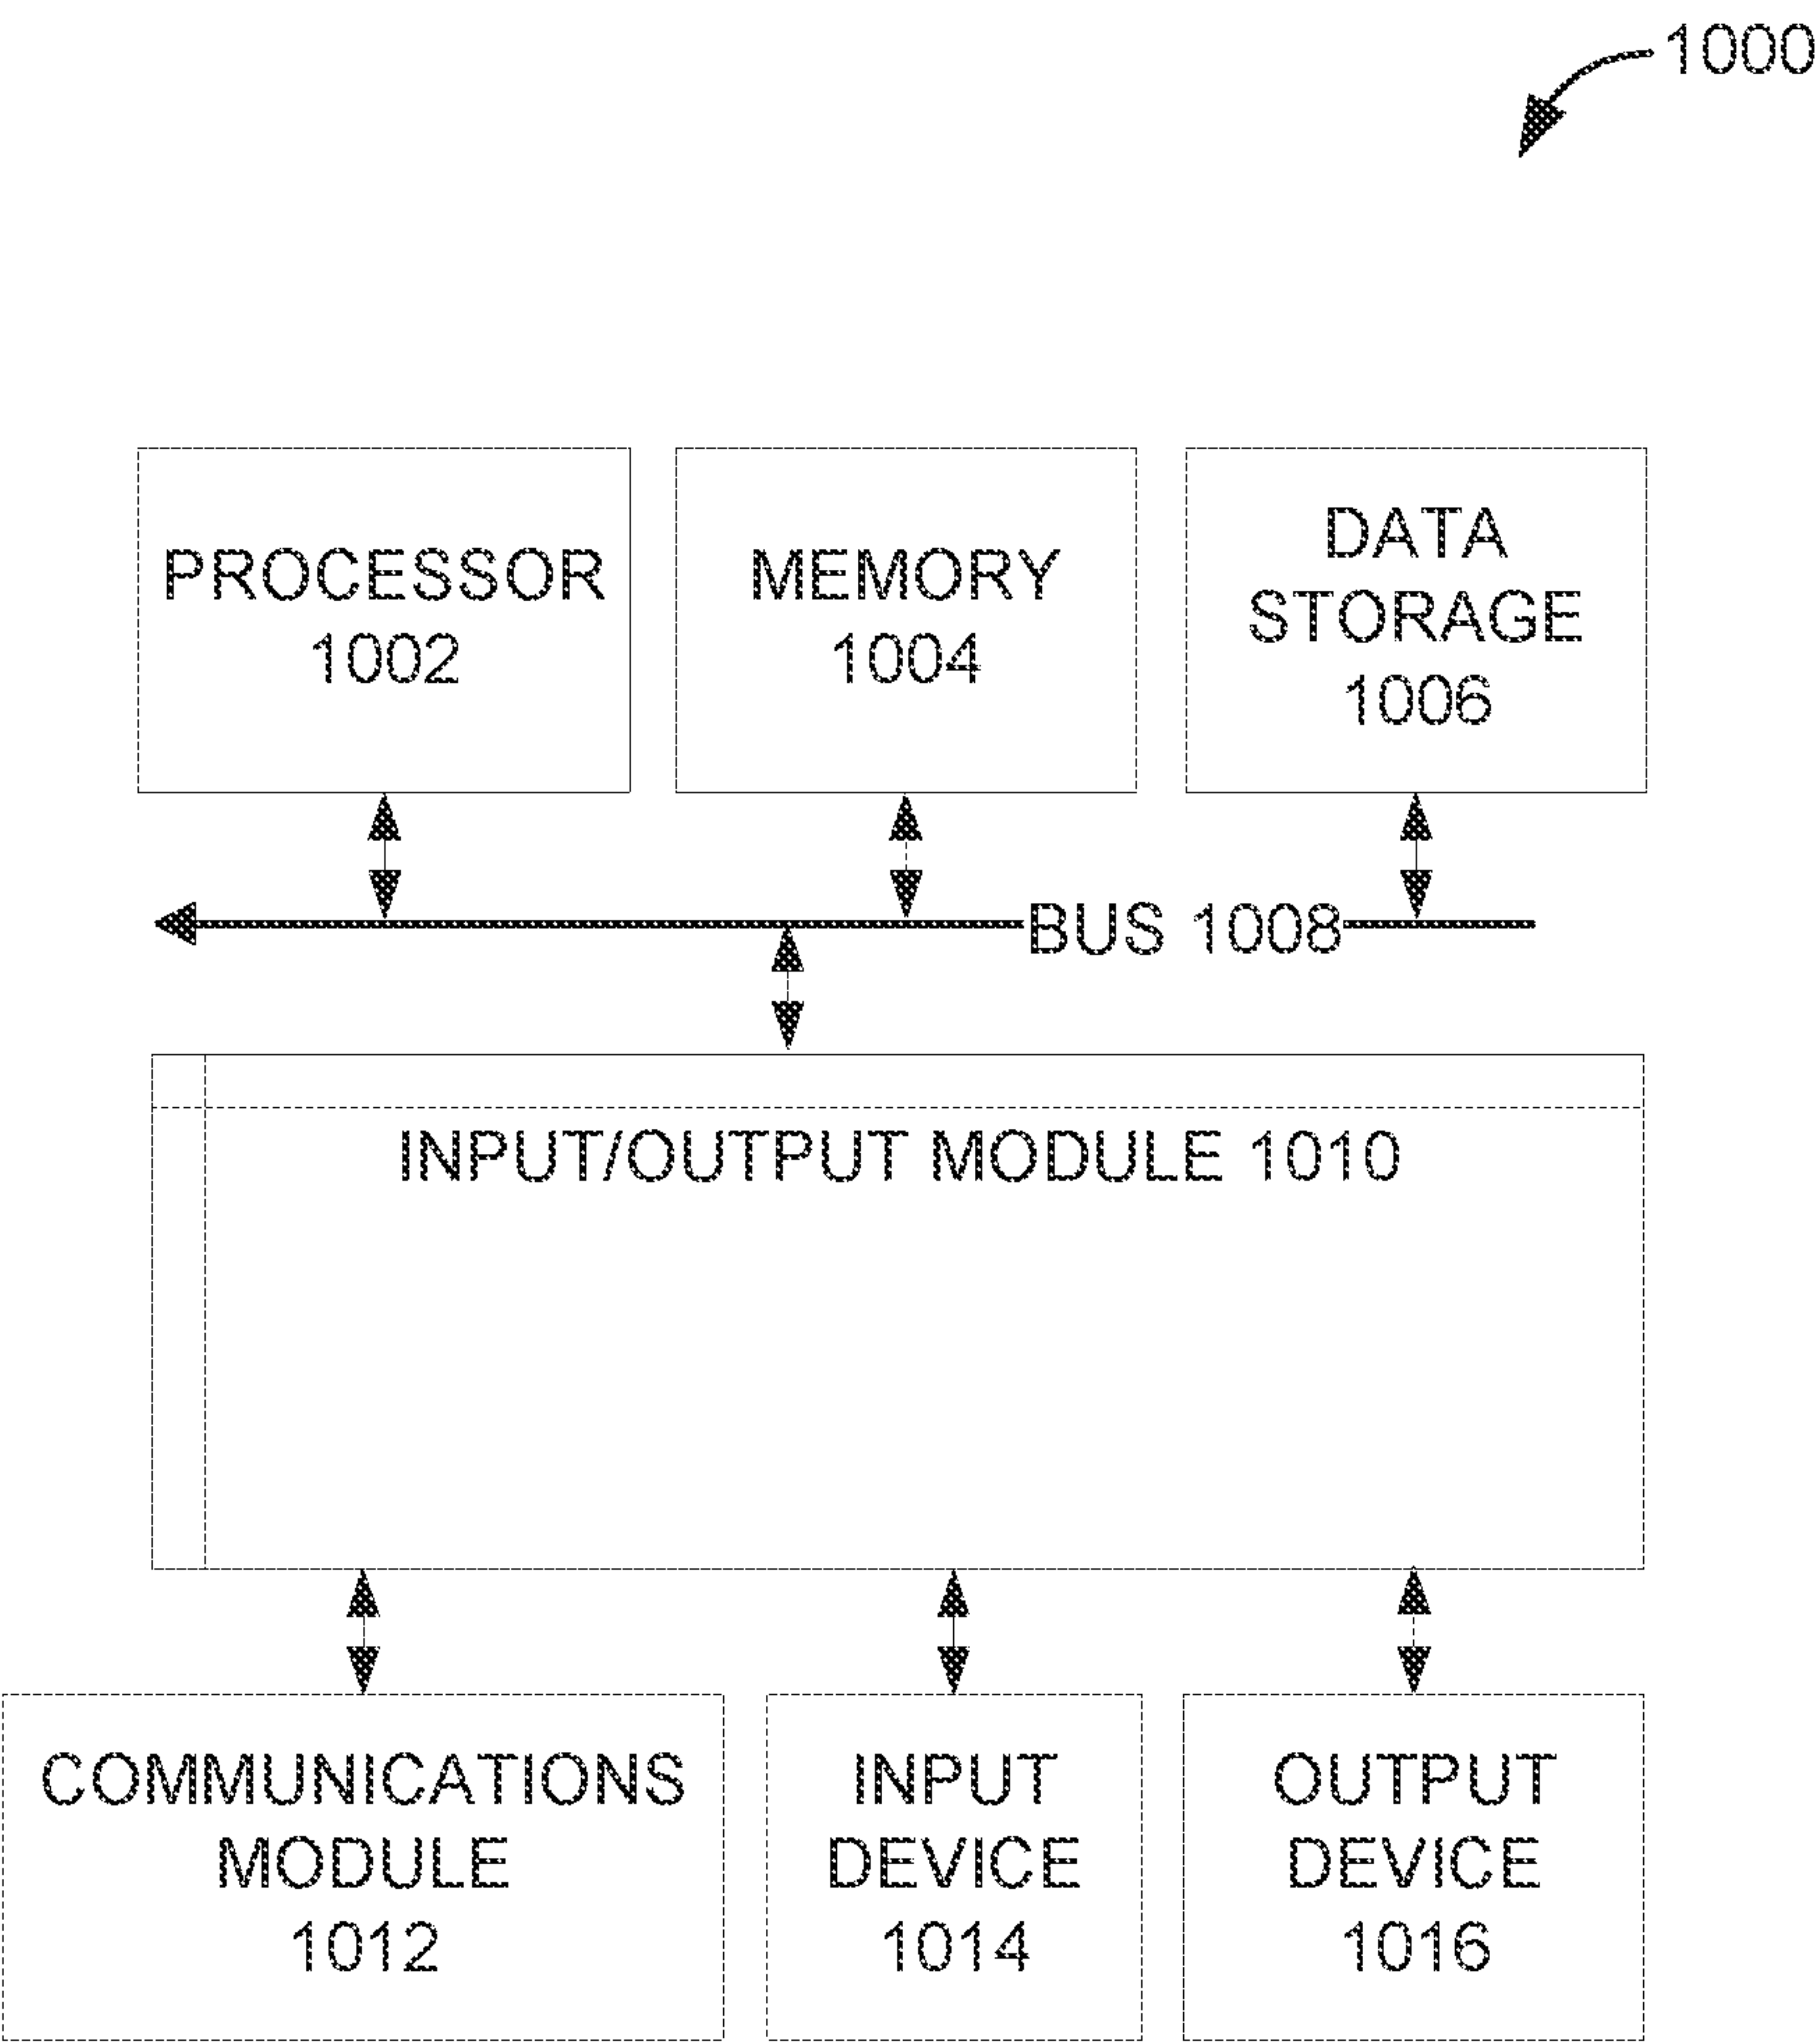 1000
PROCESSOR
1002
MEMORY
1004
DATA
STORAGE
1006
BUS 1008
INPUT/OUTPUT MODULE 1010
COMMUNICATIONS
MODULE
1012
INPUT
DEVICE
1014
OUTPUT
DEVICE
1016